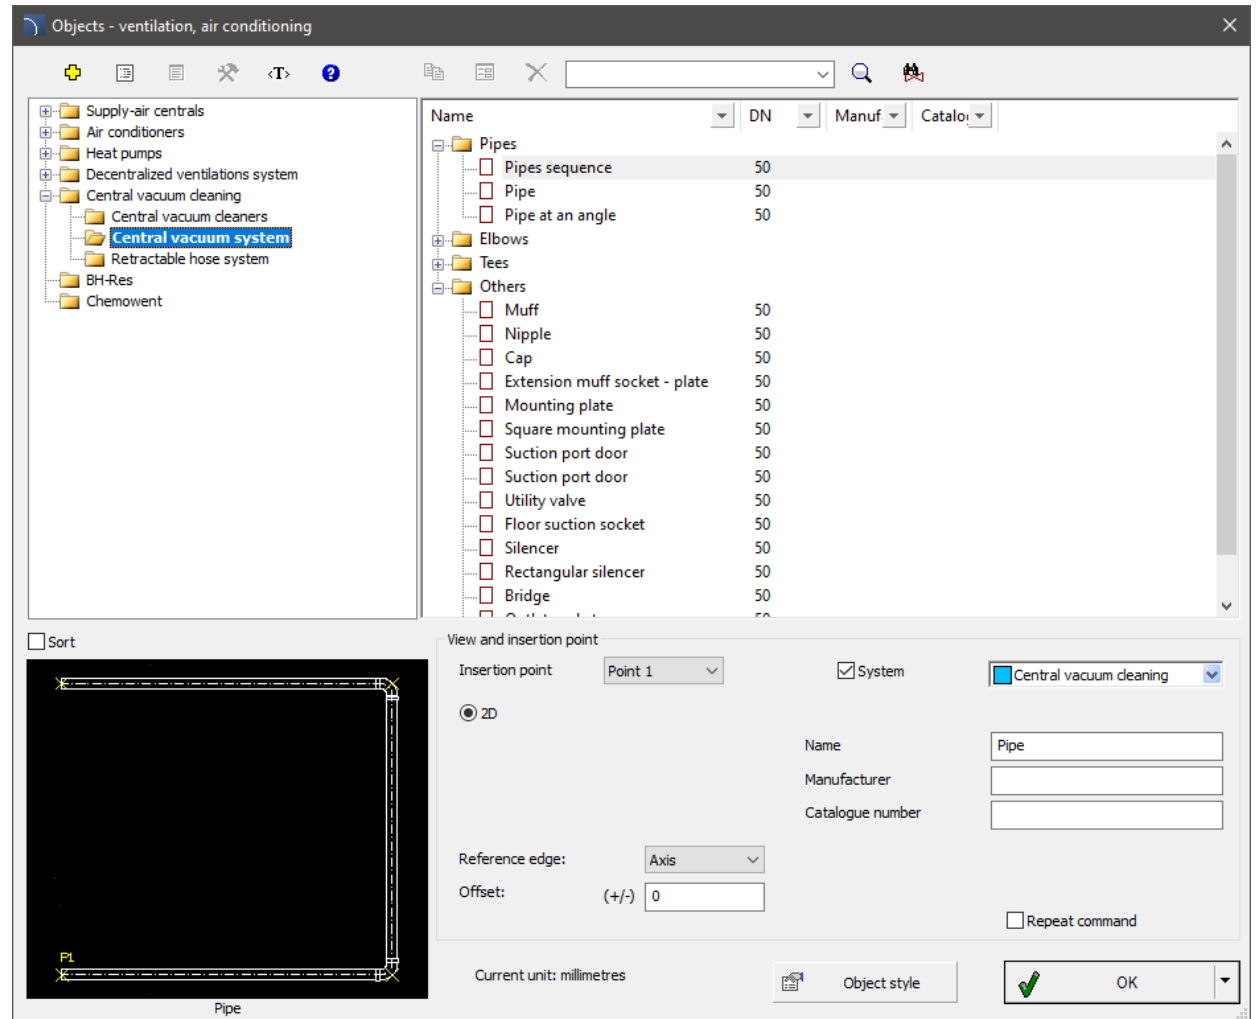 Objects - ventilation, air conditioning
<T> ?
Supply-air centrals
Air conditioners
Heat pumps
Decentralized ventilations system
Central vacuum cleaning
Central vacuum cleaners
Central vacuum system
Retractable hose system
BH-Res
Chemowent
Name DN Manuf. Catalo
Pipes
Pipes sequence 50
Pipe 50
Pipe at an angle 50
Elbows
Tees
Others
Muff 50
Nipple 50
Cap 50
Extension muff socket - plate 50
Mounting plate 50
Square mounting plate 50
Suction port door 50
Suction port door 50
Utility valve 50
Floor suction socket 50
Silencer 50
Rectangular silencer 50
Bridge 50
Sort
P1
Pipe
View and insertion point
Insertion point Point 1 System Central vacuum cleaning
2D
Name Pipe
Manufacturer
Catalogue number
Reference edge: Axis
Offset: (+/-) 0
Repeat command
Current unit: millimetres Object style OK